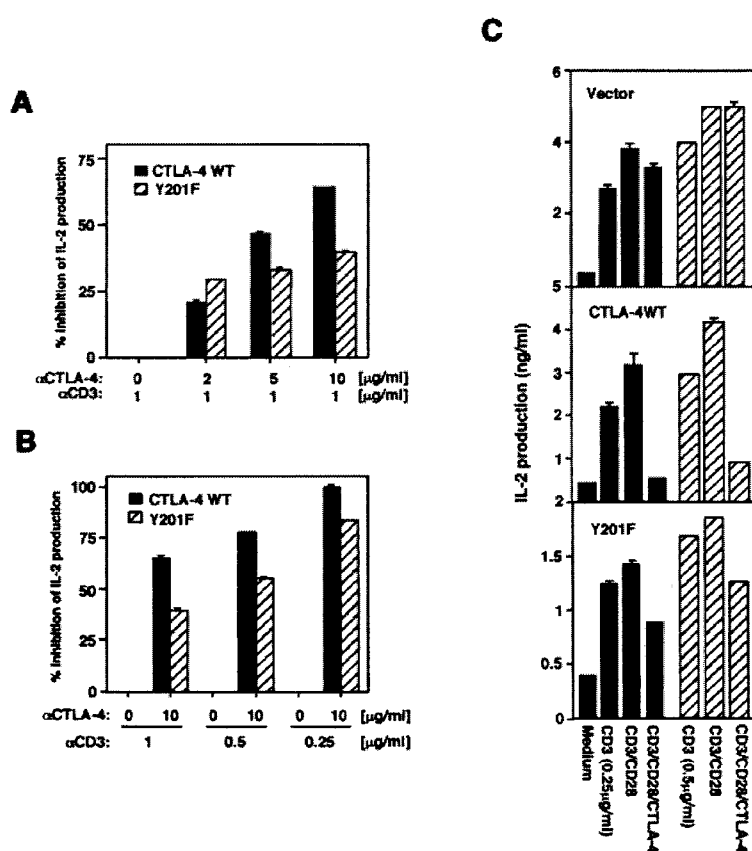 A
75
50
25
0
% inhibition of IL-2 production
CTLA-4 WT
Y201F
αCTLA-4: 0 2 5 10 [µg/ml]
αCD3: 1 1 1 1 [µg/ml]
B
100
75
50
25
0
% inhibition of IL-2 production
CTLA-4 WT
Y201F
αCTLA-4: 0 10 0 10 0 10 [µg/ml]
αCD3: 1 0.5 0.25 [µg/ml]
C
IL-2 production (ng/ml)
6
Vector
4
2
5
CTLA-4WT
4
3
2
1
2
Y201F
1.5
1
0.5
0
Medium
CD3 (0.25µg/ml)
CD3/CD28
CD3/CD28/CTLA-4
CD3 (0.5µg/ml)
CD3/CD28
CD3/CD28/CTLA-4